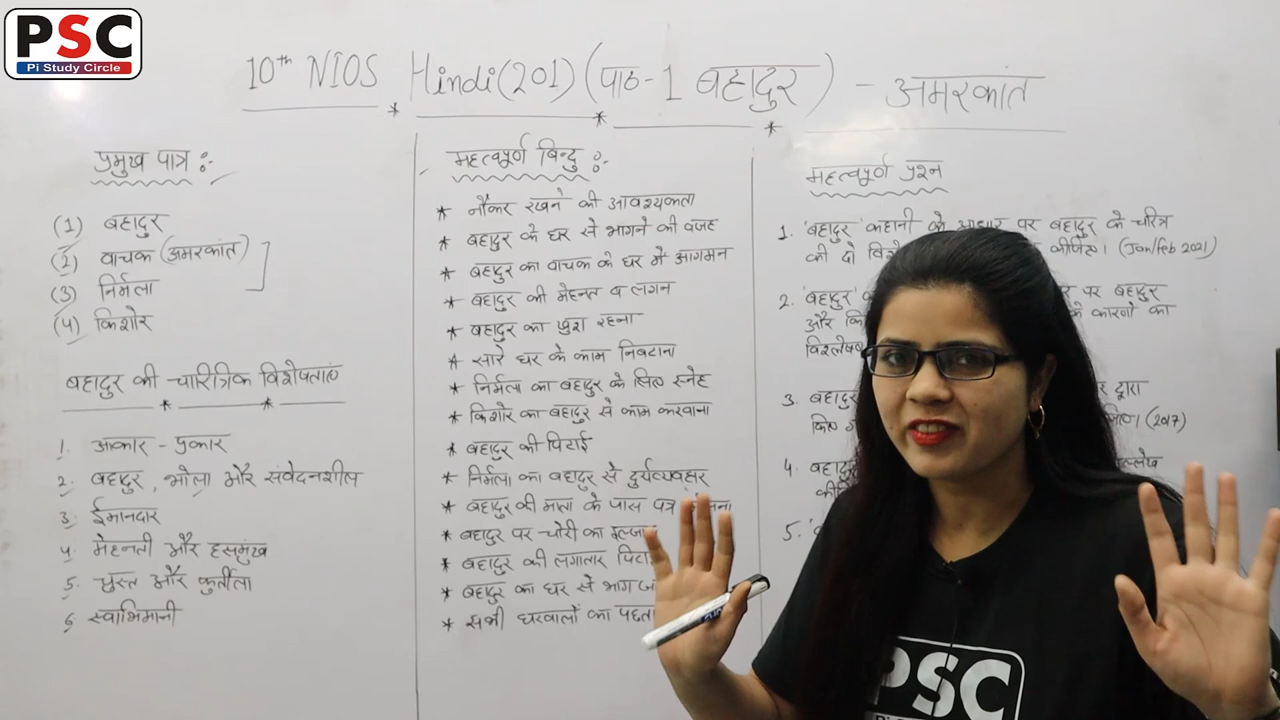 PSC
Pi Study Circle
10th NIOS Hindi(201) (पाठ-1 बहादुर) - अमरकांत
प्रमुख पात्र :-
(1) बहादुर
(2) वाचक (अमरकांत)
(3) निर्मला
(4) किशोर
बहादुर की चारित्रिक विशेषताएं
1. आकार - प्रकार
2. बहादुर, भोला और संवेदनशील
3. ईमानदार
4. मेहनती और हसमुंख
5. चुस्त और फुर्तीला
6 स्वाभिमानी
महत्वपूर्ण बिन्दु :-
* नौकर रखने की आवश्यकता
* बहादुर के घर से भागने की वजह
* बहादुर का वाचक के घर में आगमन
* बहादुर की मेहनत व लगन
* बहादुर का खुश रहना
* सारे घर के काम निबटाना
* निर्मला का बहादुर के लिए स्नेह
* किशोर का बहादुर से काम करवाना
* बहादुर की पिटाई
* निर्मला का बहादुर से दुर्यव्यवहार
* बहादुर की माता के पास पत्र
* बहादुर पर चोरी का
* बहादुर की लगातार
* बहादुर का घर से भाग
* सभी घरवालों का
महत्वपूर्ण प्रश्न
1. 'बहादुर' कहानी के आधार पर बहादुर के चरित्र
की दो कीजिए। (Jan/Feb 2021)
2. 'बहादुर' पर बहादुर
और के कारणों का
3. द्वारा
(2017)
4.
5.
PSC